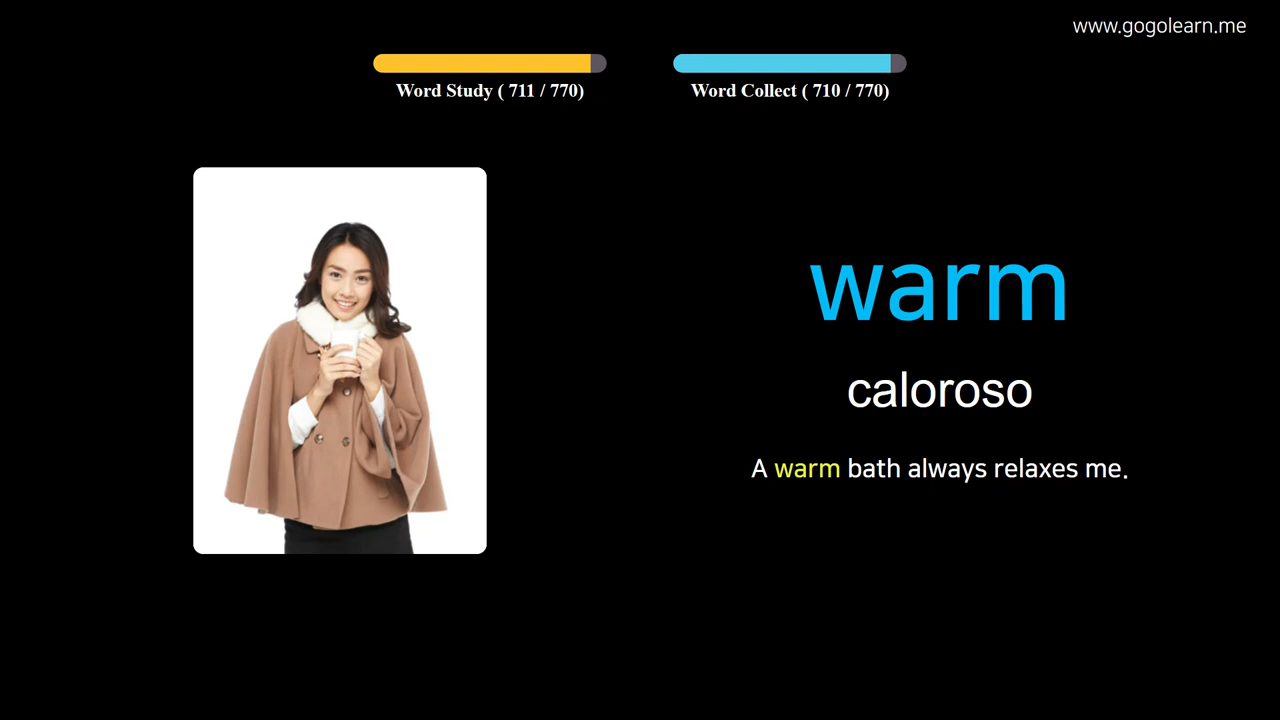 www.gogolearn.me
Word Study ( 711 / 770)
Word Collect ( 710 / 770)
warm
caloroso
A warm bath always relaxes me.